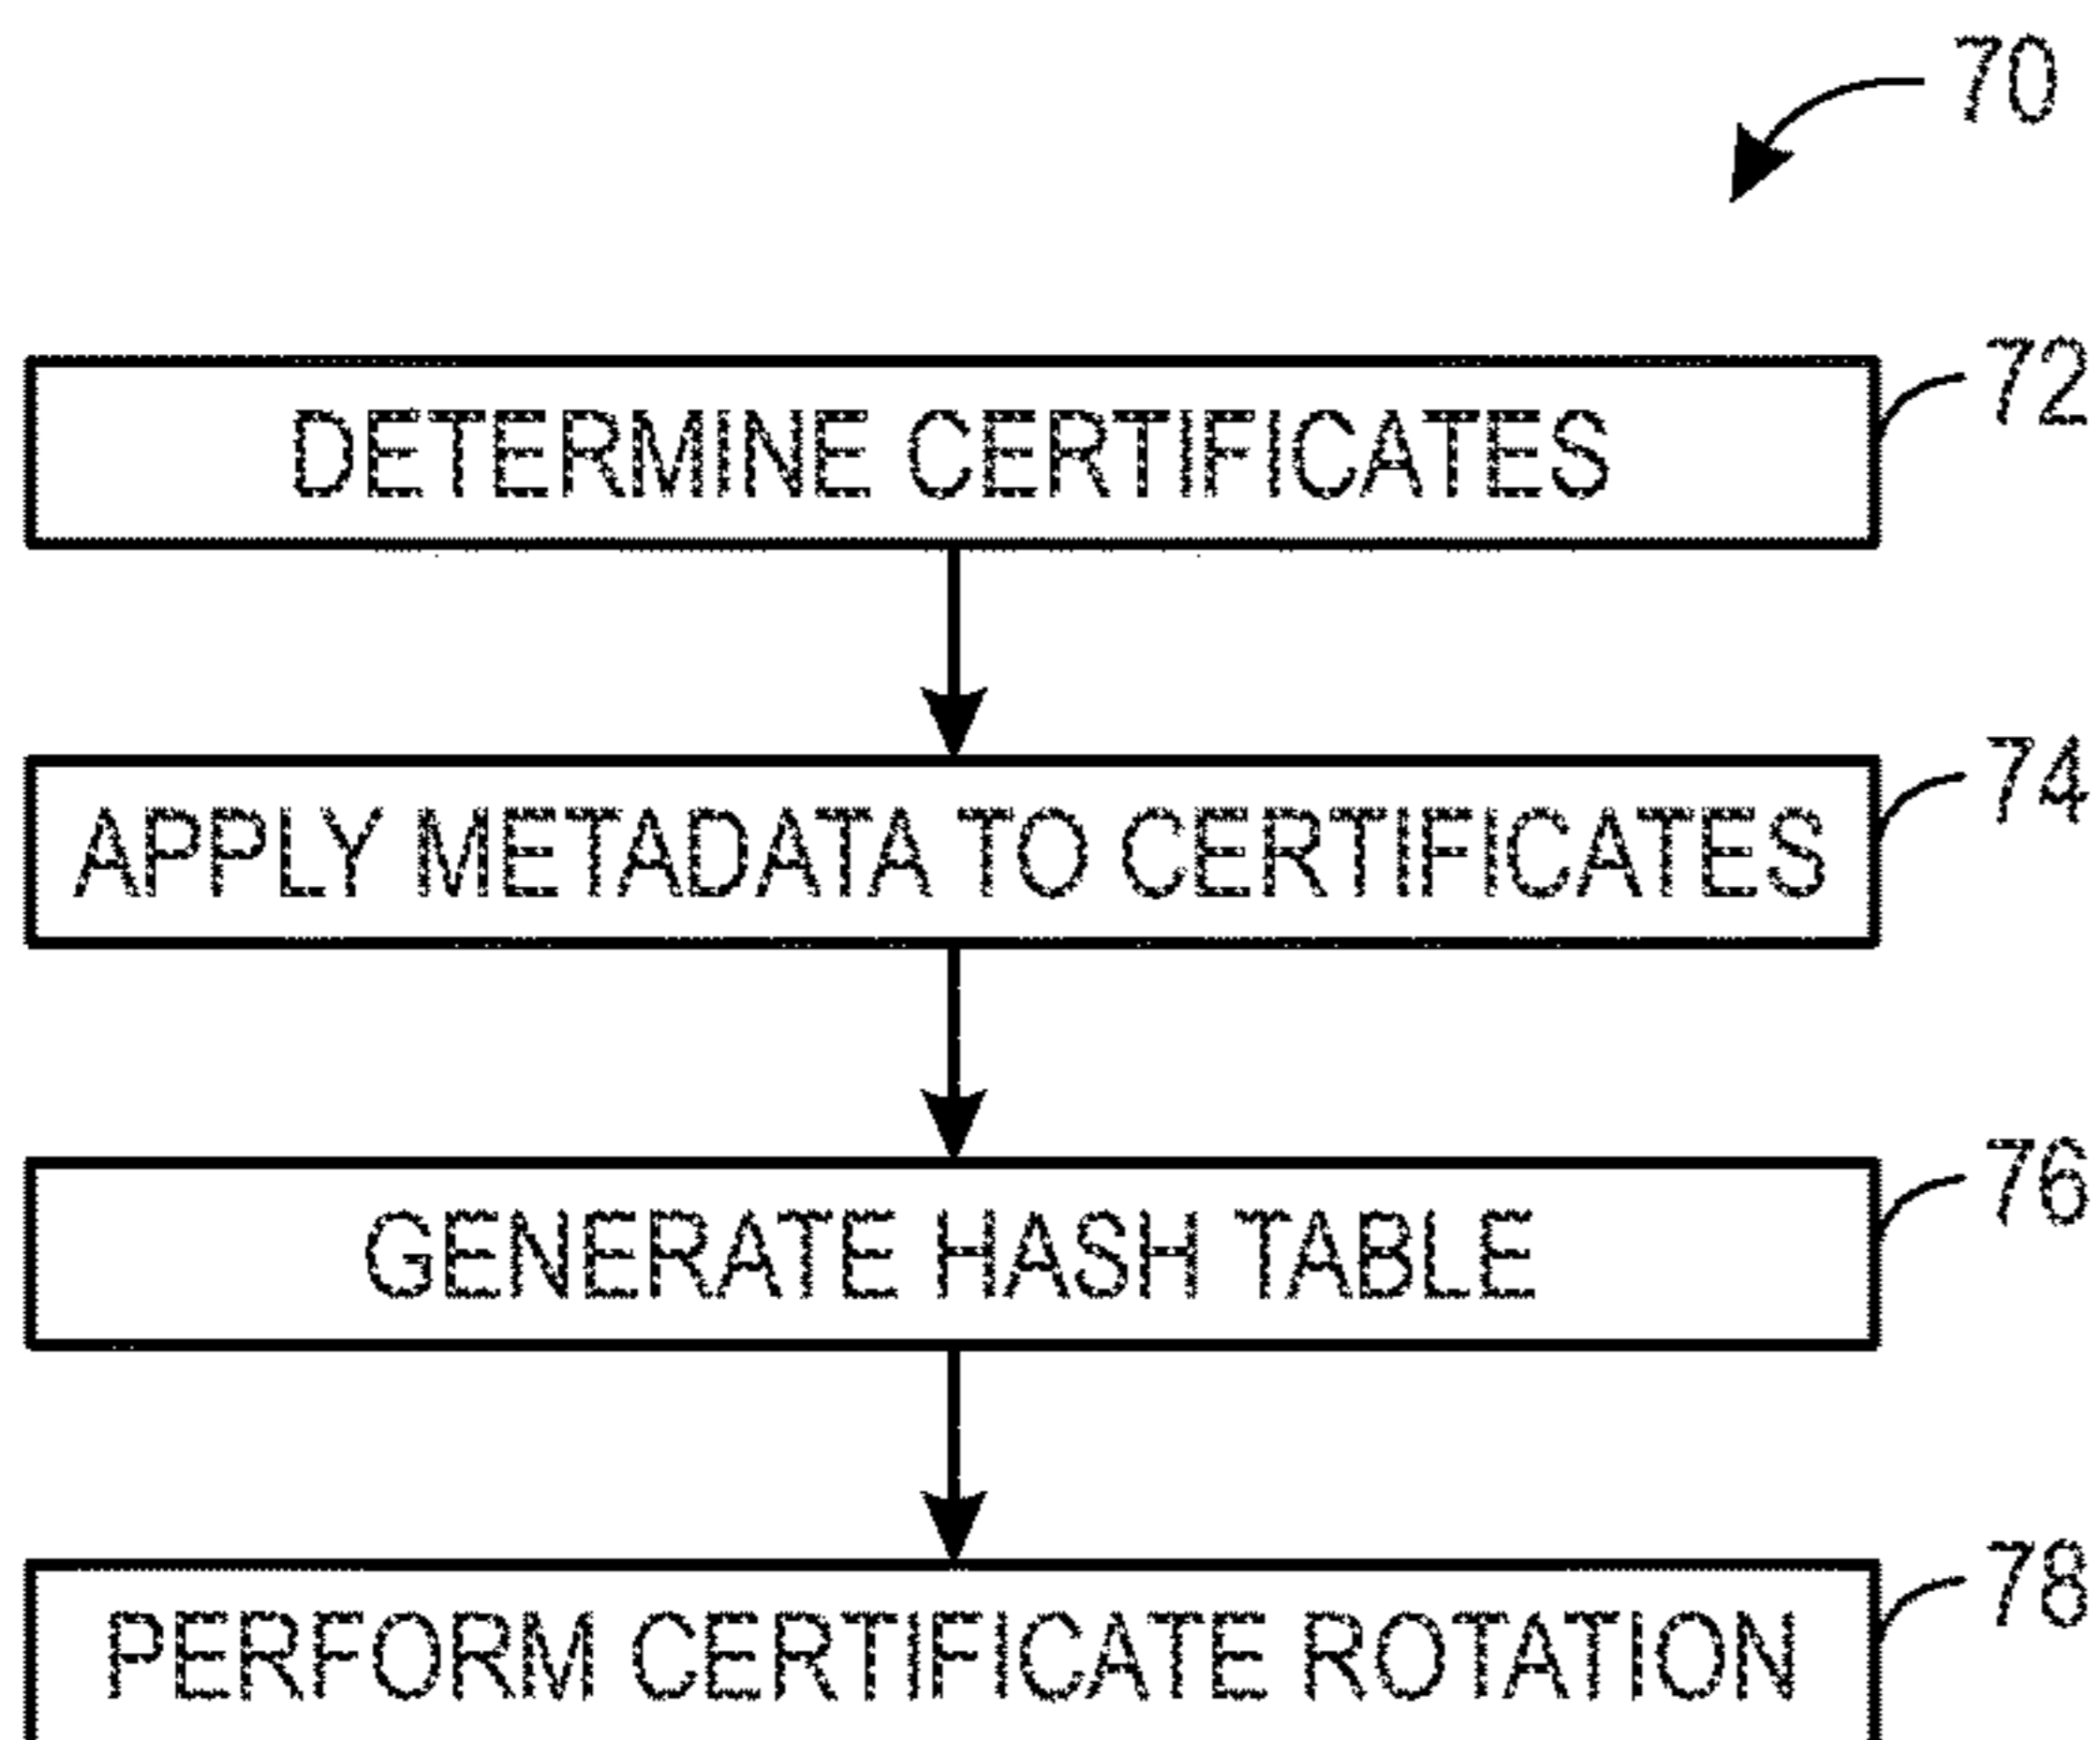 70
DETERMINE CERTIFICATES
72
APPLY METADATA TO CERTIFICATES
74
GENERATE HASH TABLE
76
PERFORM CERTIFICATE ROTATION
78